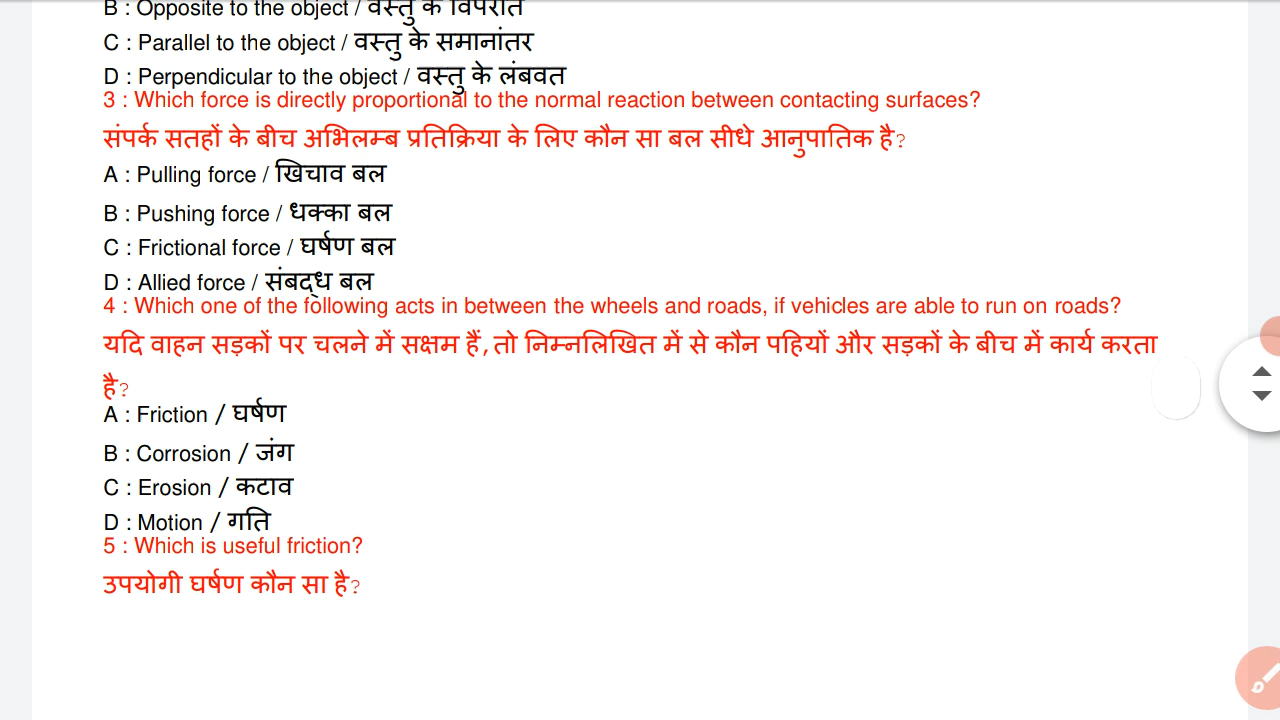 B : Opposite to the object / वस्तु के विपरीत
C : Parallel to the object / वस्तु के समानांतर
D : Perpendicular to the object / वस्तु के लंबवत
3 : Which force is directly proportional to the normal reaction between contacting surfaces?
संपर्क सतहों के बीच अभिलम्ब प्रतिक्रिया के लिए कौन सा बल सीधे आनुपातिक है?
A : Pulling force / खिचाव बल
B : Pushing force / धक्का बल
C : Frictional force / घर्षण बल
D : Allied force / संबद्ध बल
4 : Which one of the following acts in between the wheels and roads, if vehicles are able to run on roads?
यदि वाहन सड़कों पर चलने में सक्षम हैं, तो निम्नलिखित में से कौन पहियों और सड़कों के बीच में कार्य करता
है?
A : Friction / घर्षण
B : Corrosion / जंग
C : Erosion / कटाव
D : Motion / गति
5 : Which is useful friction?
उपयोगी घर्षण कौन सा है?